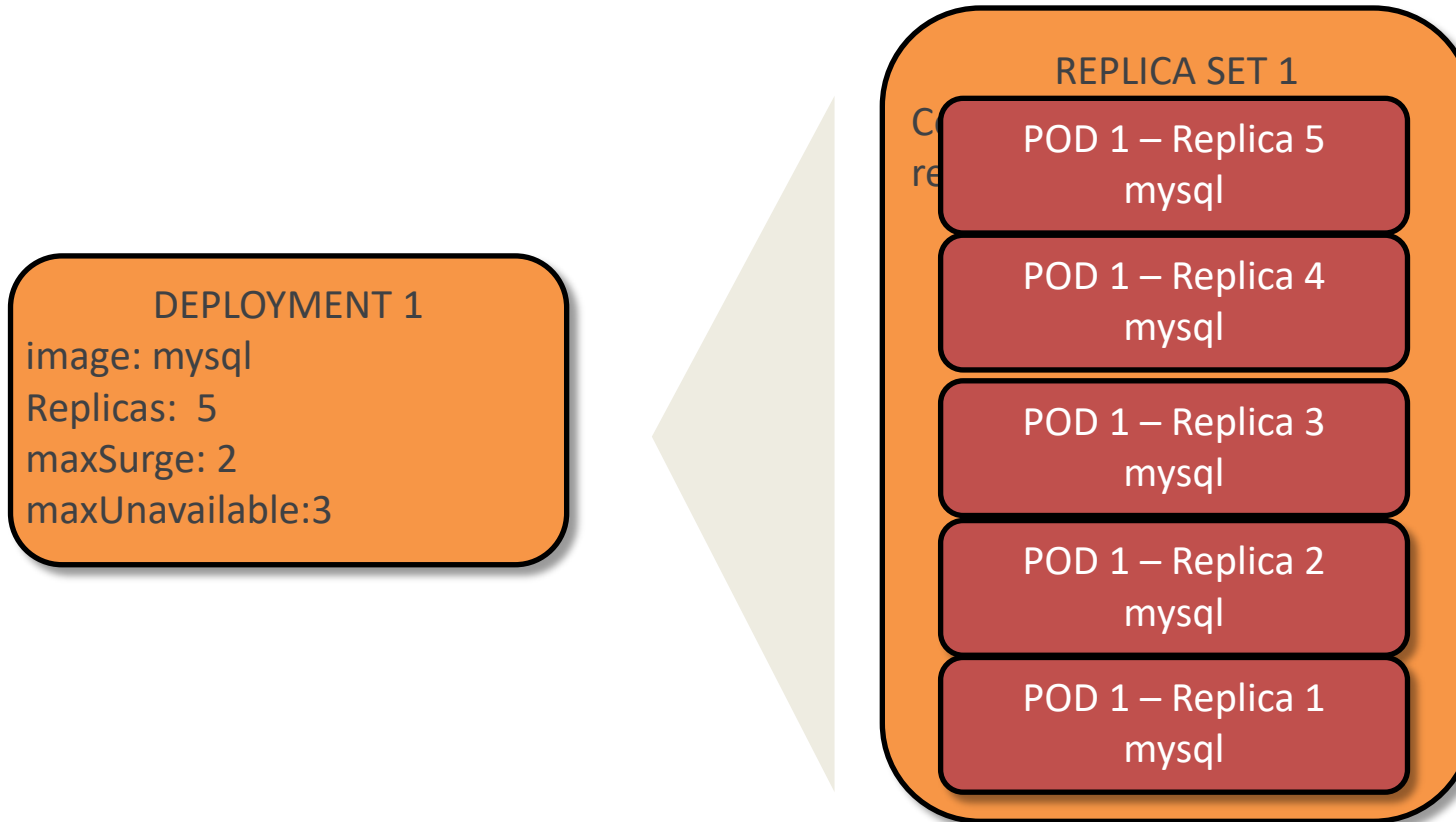 DEPLOYMENT 1
image: mysql
Replicas:  5
maxSurge: 2
maxUnavailable:3
REPLICA SET 1
POD 1 – Replica 5
mysql
POD 1 – Replica 4
mysql
POD 1 – Replica 3
mysql
POD 1 – Replica 2
mysql
POD 1 – Replica 1
mysql